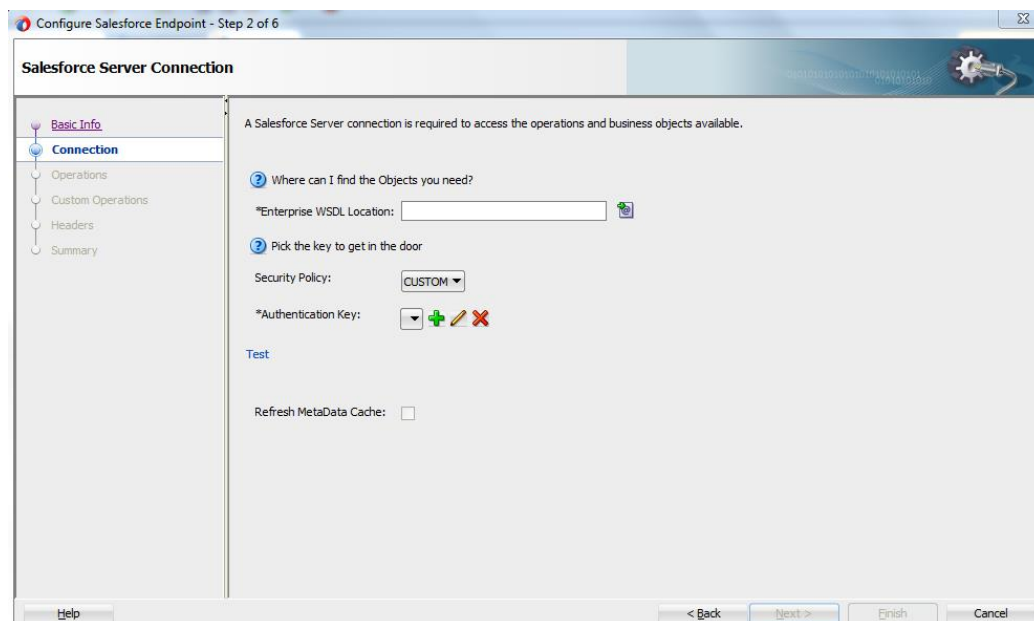 Configure Salesforce Endpoint - Step 2 of 6
Salesforce Server Connection
Basic Info
Connection
Operations
Custom Operations
Headers
Summary
A Salesforce Server connection is required to access the operations and business objects available.
Where can I find the Objects you need?
*Enterprise WSDL Location:
Pick the key to get in the door
Security Policy:
CUSTOM
*Authentication Key:
Test
Refresh MetaData Cache:
Help
< Back
Next >
Finish
Cancel